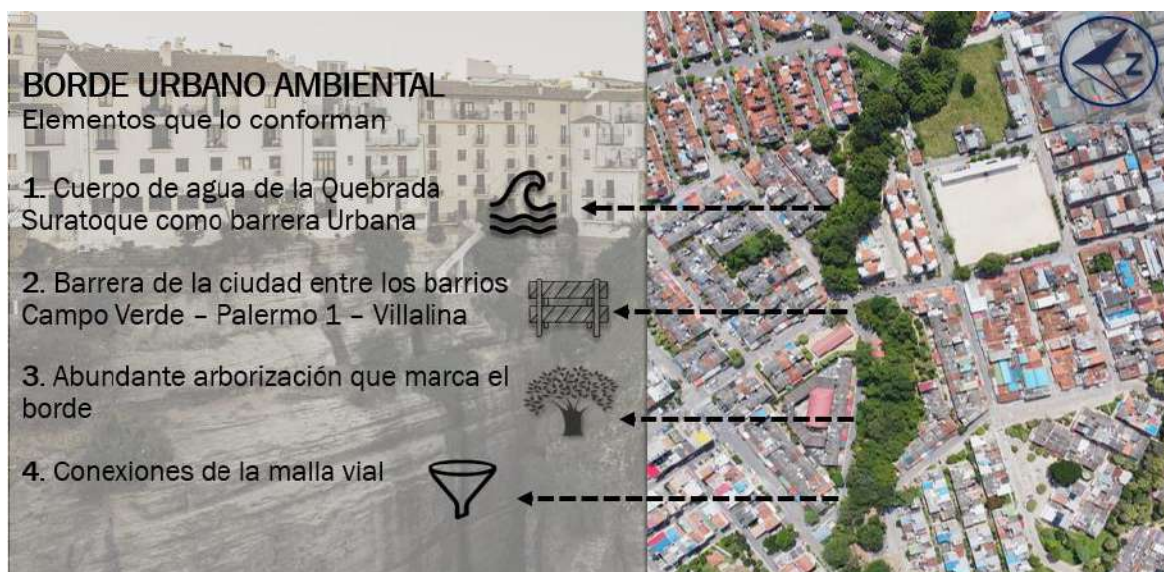 BORDE URBANO AMBIENTAL
Elementos que lo conforman
1. Cuerpo de agua de la Quebrada
Suratoque como barrera Urbana
2. Barrera de la ciudad entre los barrios
Campo Verde – Palermo 1 – Villalina
3. Abundante arborización que marca el
borde
4. Conexiones de la malla vial
N